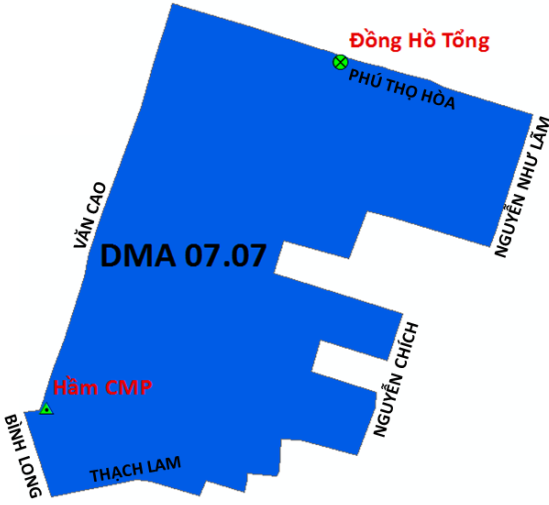 Đồng Hồ Tổng
PHÚ THỌ HÒA
NGUYỄN NHƯ LÃM
VĂN CAO
DMA 07.07
NGUYỄN CHÍCH
Hầm CMP
BÌNH LONG
THẠCH LAM